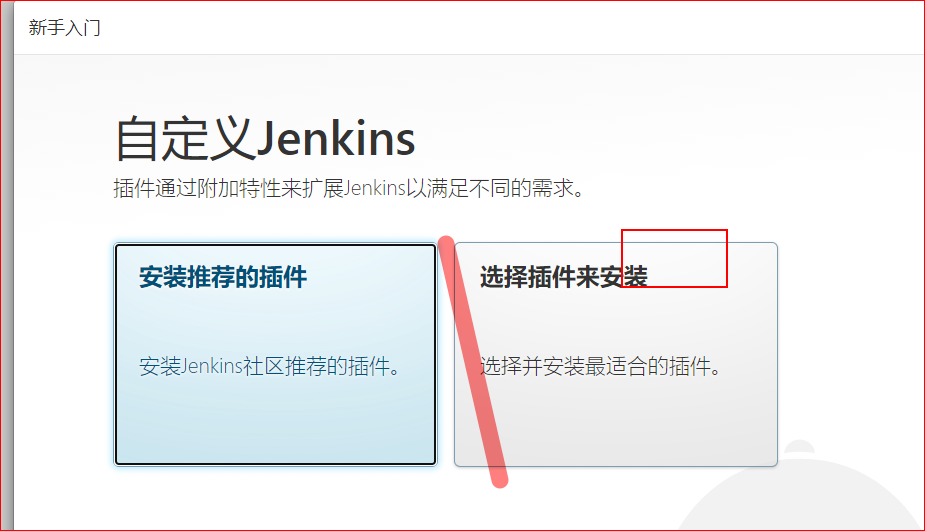 新手入门
自定义Jenkins
插件通过附加特性来扩展Jenkins以满足不同的需求。
安装推荐的插件
安装Jenkins社区推荐的插件。
选择插件来安装
选择并安装最适合的插件。